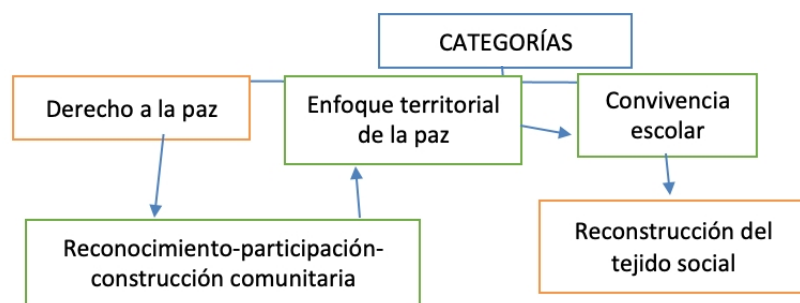 CATEGORÍAS
Derecho a la paz
Enfoque territorial
de la paz
Convivencia
escolar
Reconocimiento-participación-
construcción comunitaria
Reconstrucción del
tejido social